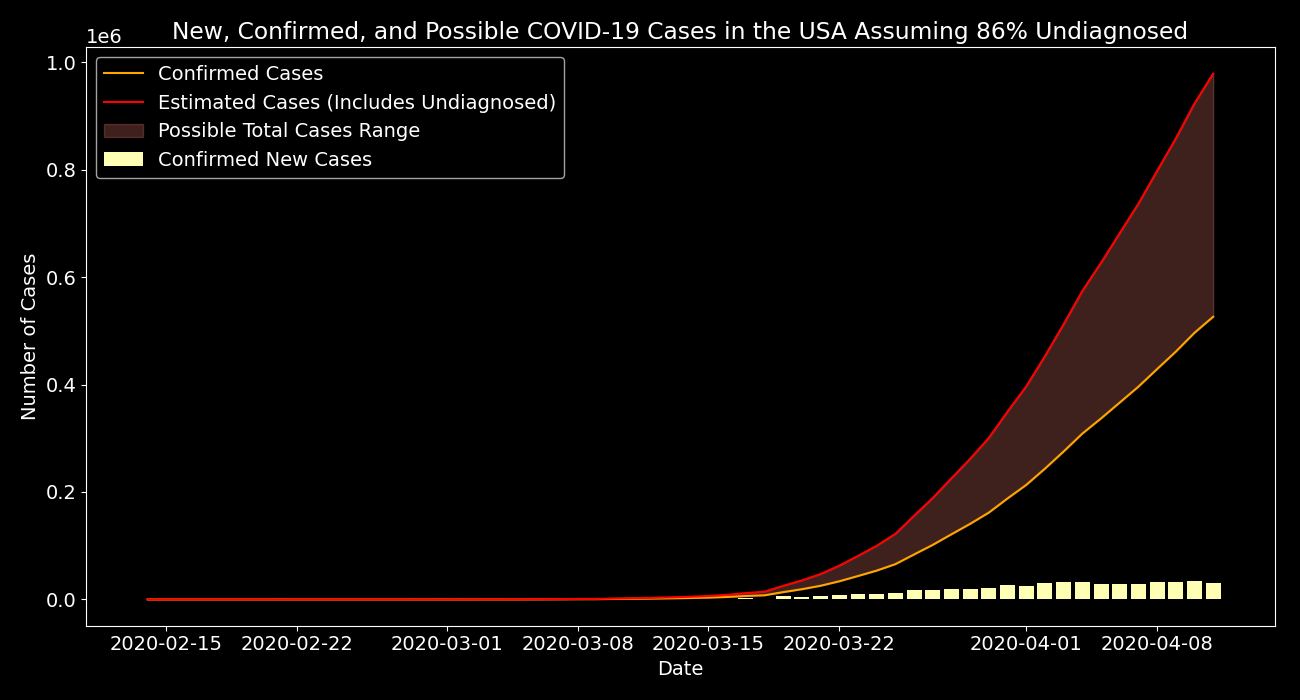 New, Confirmed, and Possible COVID-19 Cases in the USA Assuming 86% Undiagnosed
1e6
Confirmed Cases
Estimated Cases (Includes Undiagnosed)
Possible Total Cases Range
Confirmed New Cases
Number of Cases
1.0
0.8
0.6
0.4
0.2
0.0
2020-02-15 2020-02-22 2020-03-01 2020-03-08 2020-03-15 2020-03-22 2020-04-01 2020-04-08
Date